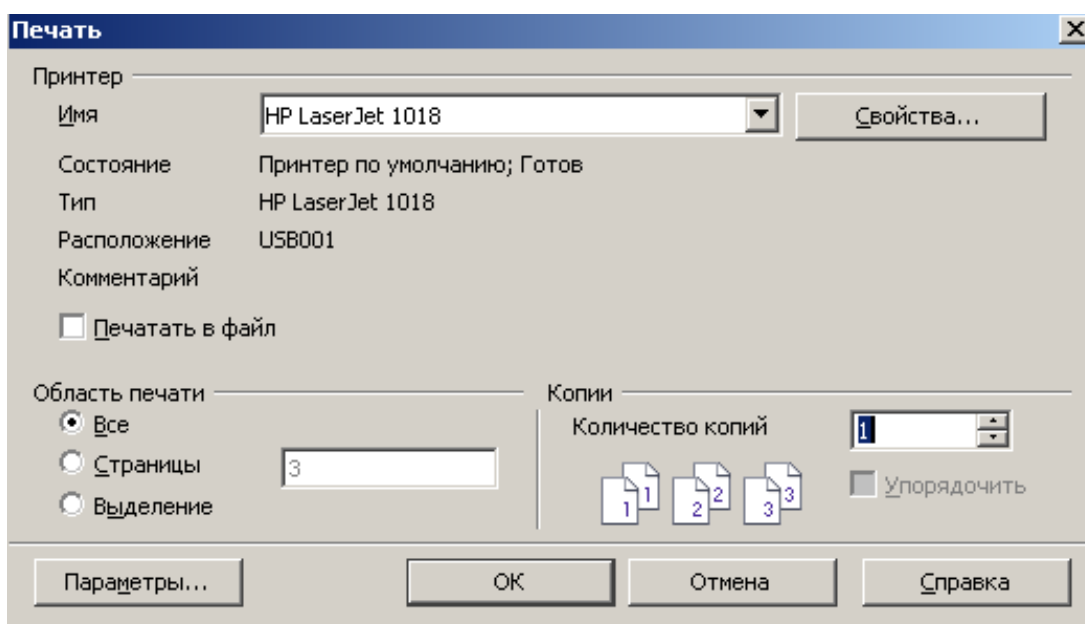 Печать
Принтер
Имя HP LaserJet 1018 Свойства...
Состояние Принтер по умолчанию; Готов
Тип HP LaserJet 1018
Расположение USB001
Комментарий
Печатать в файл
Область печати
Все
Страницы 3
Выделение
Копии
Количество копий 1
1 1 2 2 3 3
Упорядочить
Параметры... ОК Отмена Справка